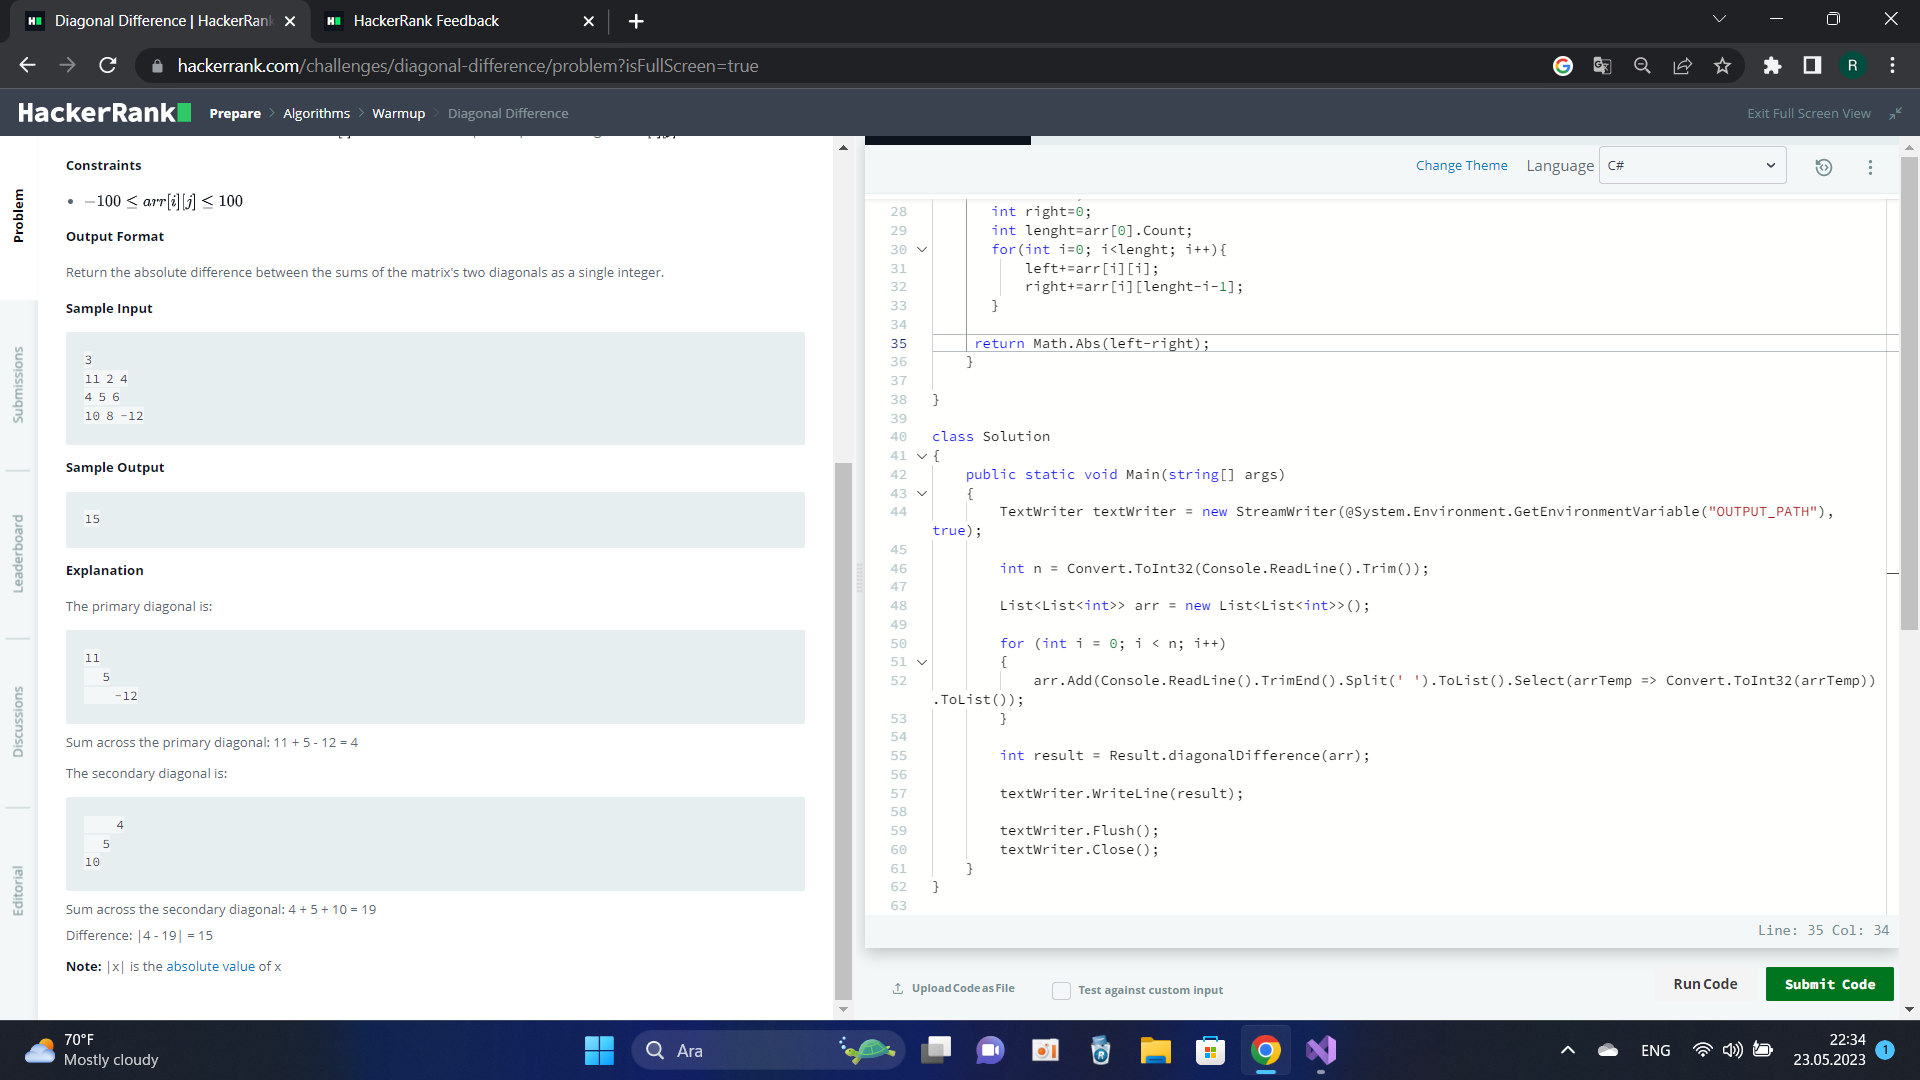 Diagonal Difference | HackerRank
HackerRank Feedback
hackerrank.com/challenges/diagonal-difference/problem?isFullScreen=true
R
HackerRank
Prepare
Algorithms
Warmup
Diagonal Difference
Exit Full Screen View
Problem
Submissions
Leaderboard
Discussions
Editorial
Constraints
• −100 ≤ arr[i][j] ≤ 100
Output Format
Return the absolute difference between the sums of the matrix's two diagonals as a single integer.
Sample Input
3
11 2 4
4 5 6
10 8 -12
Sample Output
15
Explanation
The primary diagonal is:
11
5
-12
Sum across the primary diagonal: 11 + 5 - 12 = 4
The secondary diagonal is:
4
5
10
Sum across the secondary diagonal: 4 + 5 + 10 = 19
Difference: |4 - 19| = 15
Note: |x| is the absolute value of x
Change Theme
Language
C#
28 int right=0;
29 int lenght=arr[0].Count;
30 for(int i=0; i<lenght; i++){
31 left+=arr[i][i];
32 right+=arr[i][lenght-i-1];
33 }
34
35 return Math.Abs(left-right);
36 }
37
38 }
39
40 class Solution
41 {
42 public static void Main(string[] args)
43 {
44 TextWriter textWriter = new StreamWriter(@System.Environment.GetEnvironmentVariable("OUTPUT_PATH"),
true);
45
46 int n = Convert.ToInt32(Console.ReadLine().Trim());
47
48 List<List<int>> arr = new List<List<int>>();
49
50 for (int i = 0; i < n; i++)
51 {
52 arr.Add(Console.ReadLine().TrimEnd().Split(' ').ToList().Select(arrTemp => Convert.ToInt32(arrTemp))
.ToList());
53 }
54
55 int result = Result.diagonalDifference(arr);
56
57 textWriter.WriteLine(result);
58
59 textWriter.Flush();
60 textWriter.Close();
61 }
62 }
63
Line: 35 Col: 34
Upload Code as File
Test against custom input
Run Code
Submit Code
70°F
Mostly cloudy
Ara
ENG
22:34
23.05.2023
1